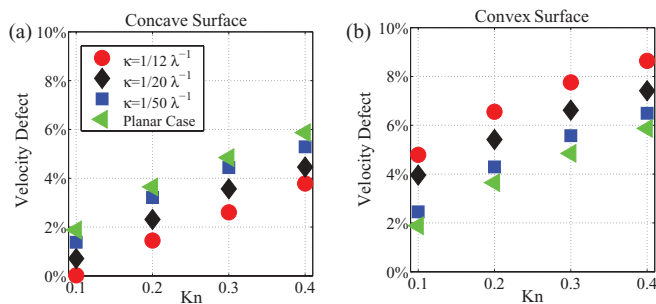 (a)
Concave Surface
Velocity Defect
10%
8%
6%
4%
2%
0%
κ=1/12 λ⁻¹
κ=1/20 λ⁻¹
κ=1/50 λ⁻¹
Planar Case
0.1 0.2 0.3 0.4
Kn
(b)
Convex Surface
Velocity Defect
10%
8%
6%
4%
2%
0%
0.1 0.2 0.3 0.4
Kn